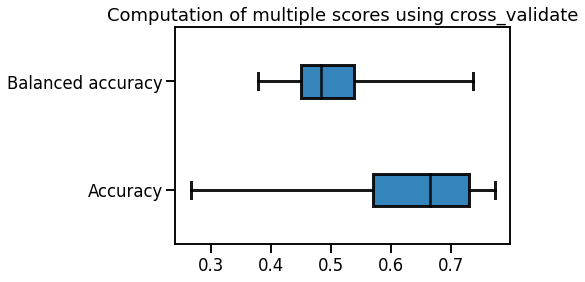 Computation of multiple scores using cross_validate
Balanced accuracy
Accuracy
0.3 0.4 0.5 0.6 0.7